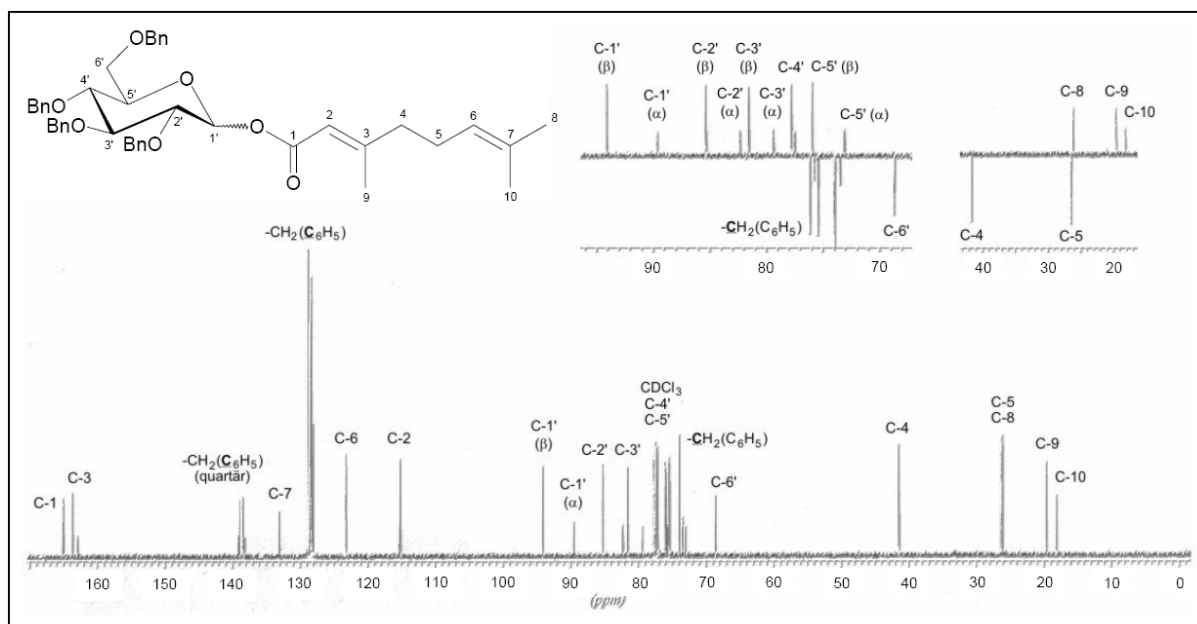 OBn
6'
4'
5'
O
BnO
BnO
3'
BnO
2'
1'
O
1
O
2
3
9
4
5
6
7
8
10
C-1'
(β)
C-1'
(α)
C-2'
(β)
C-2'
(α)
C-3'
(β)
C-3'
(α)
C-4'
C-5' (β)
C-5' (α)
-CH2(C6H5)
C-6'
90 80 70
C-8
C-9
C-10
C-4
C-5
40 30 20
C-1
C-3
-CH2(C6H5)
(quartär)
C-7
-CH2(C6H5)
C-6
C-2
C-1'
(β)
C-1'
(α)
C-2'
C-3'
CDCl3
C-4'
C-5'
-CH2(C6H5)
C-6'
C-4
C-5
C-8
C-9
C-10
160 150 140 130 120 110 100 90 80 70 60 50 40 30 20 10 0
(ppm)